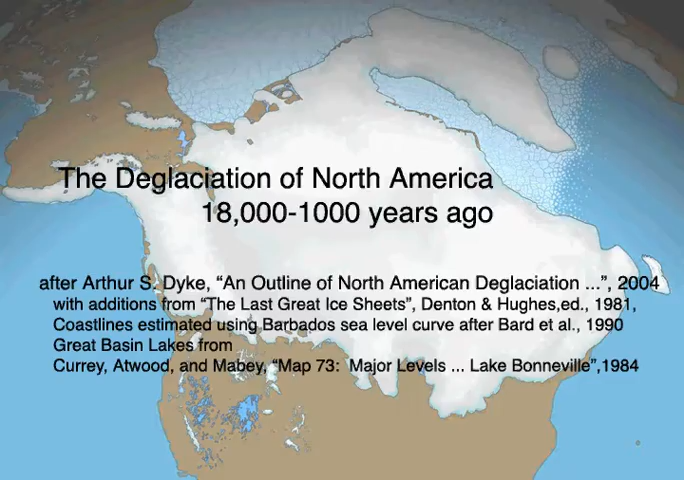 The Deglaciation of North America
18,000-1000 years ago
after Arthur S. Dyke, “An Outline of North American Deglaciation ...”, 2004
with additions from “The Last Great Ice Sheets”, Denton & Hughes,ed., 1981,
Coastlines estimated using Barbados sea level curve after Bard et al., 1990
Great Basin Lakes from
Currey, Atwood, and Mabey, “Map 73:  Major Levels ... Lake Bonneville”,1984